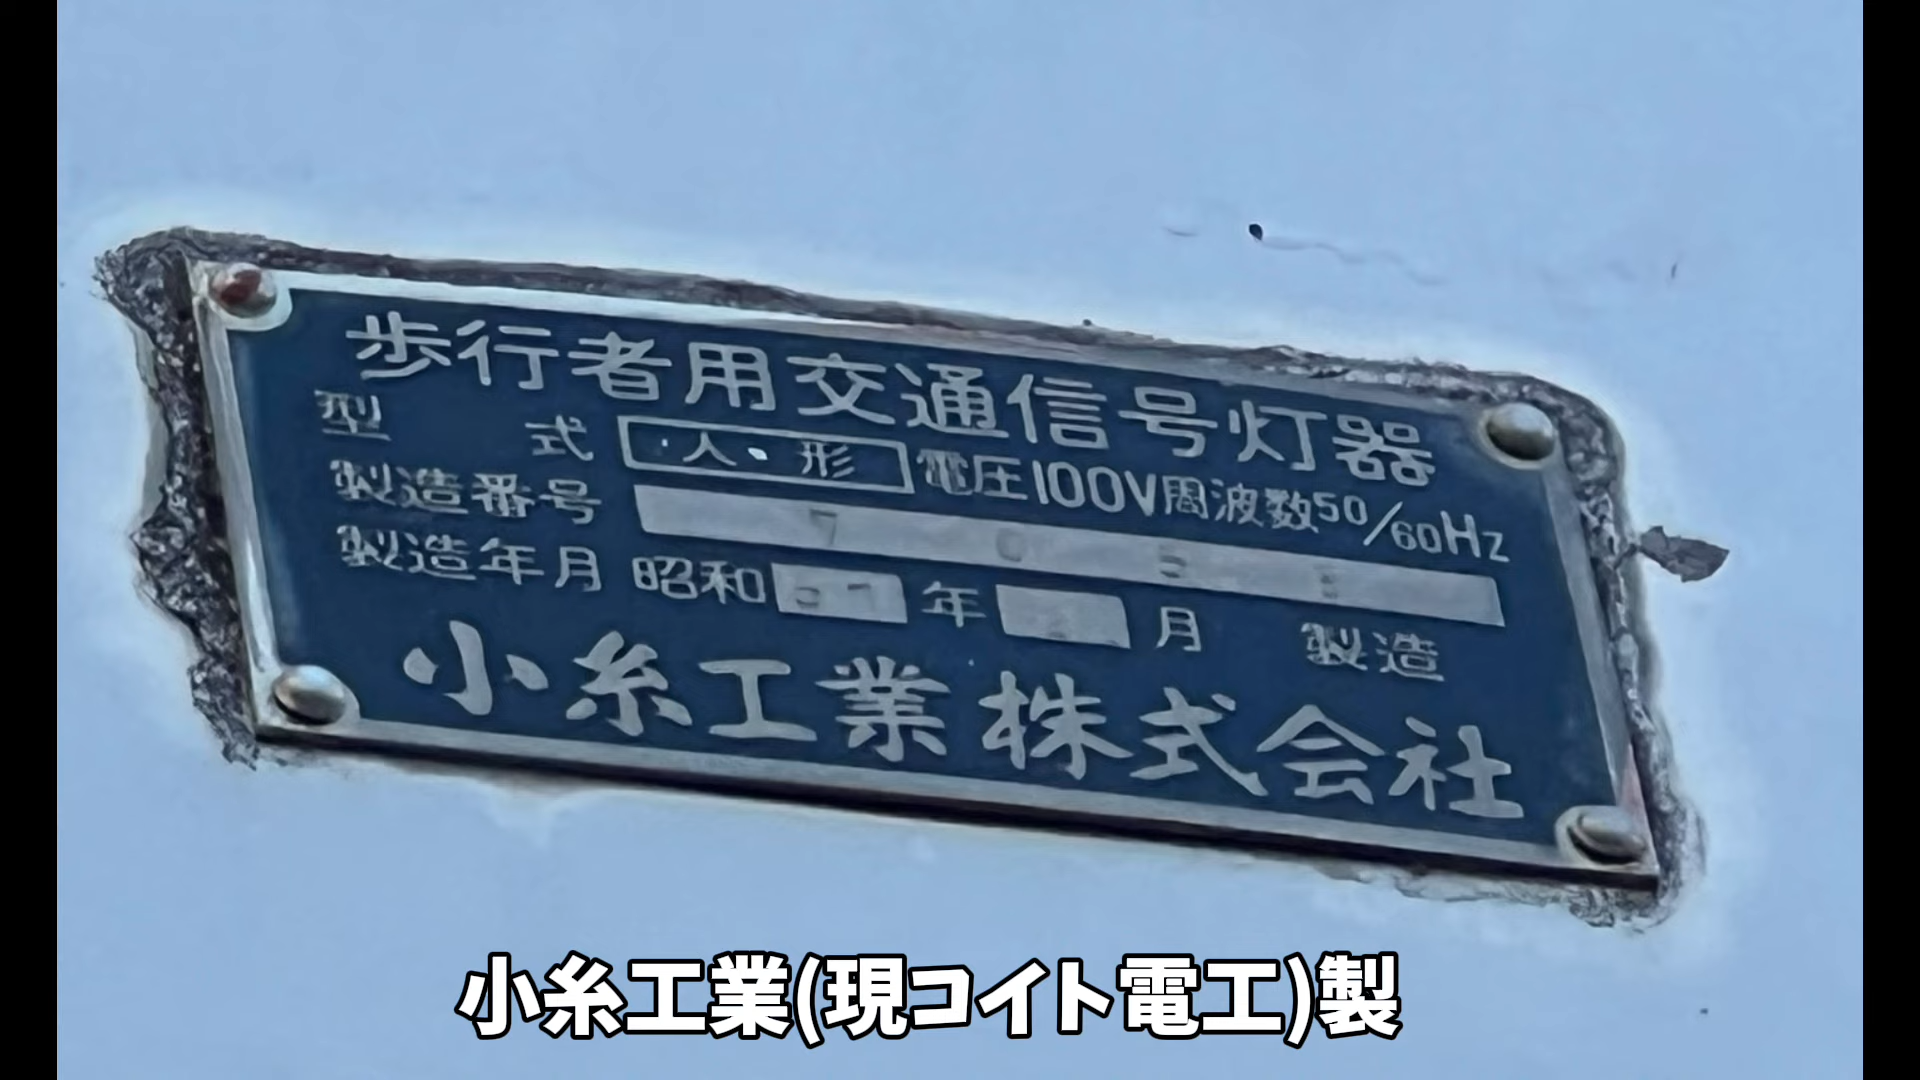 歩行者用交通信号灯器
型 式 人・形 電圧100V周波数50/60Hz
製造番号
製造年月 昭和 年 月 製造
小糸工業株式会社
小糸工業(現コイト電工)製